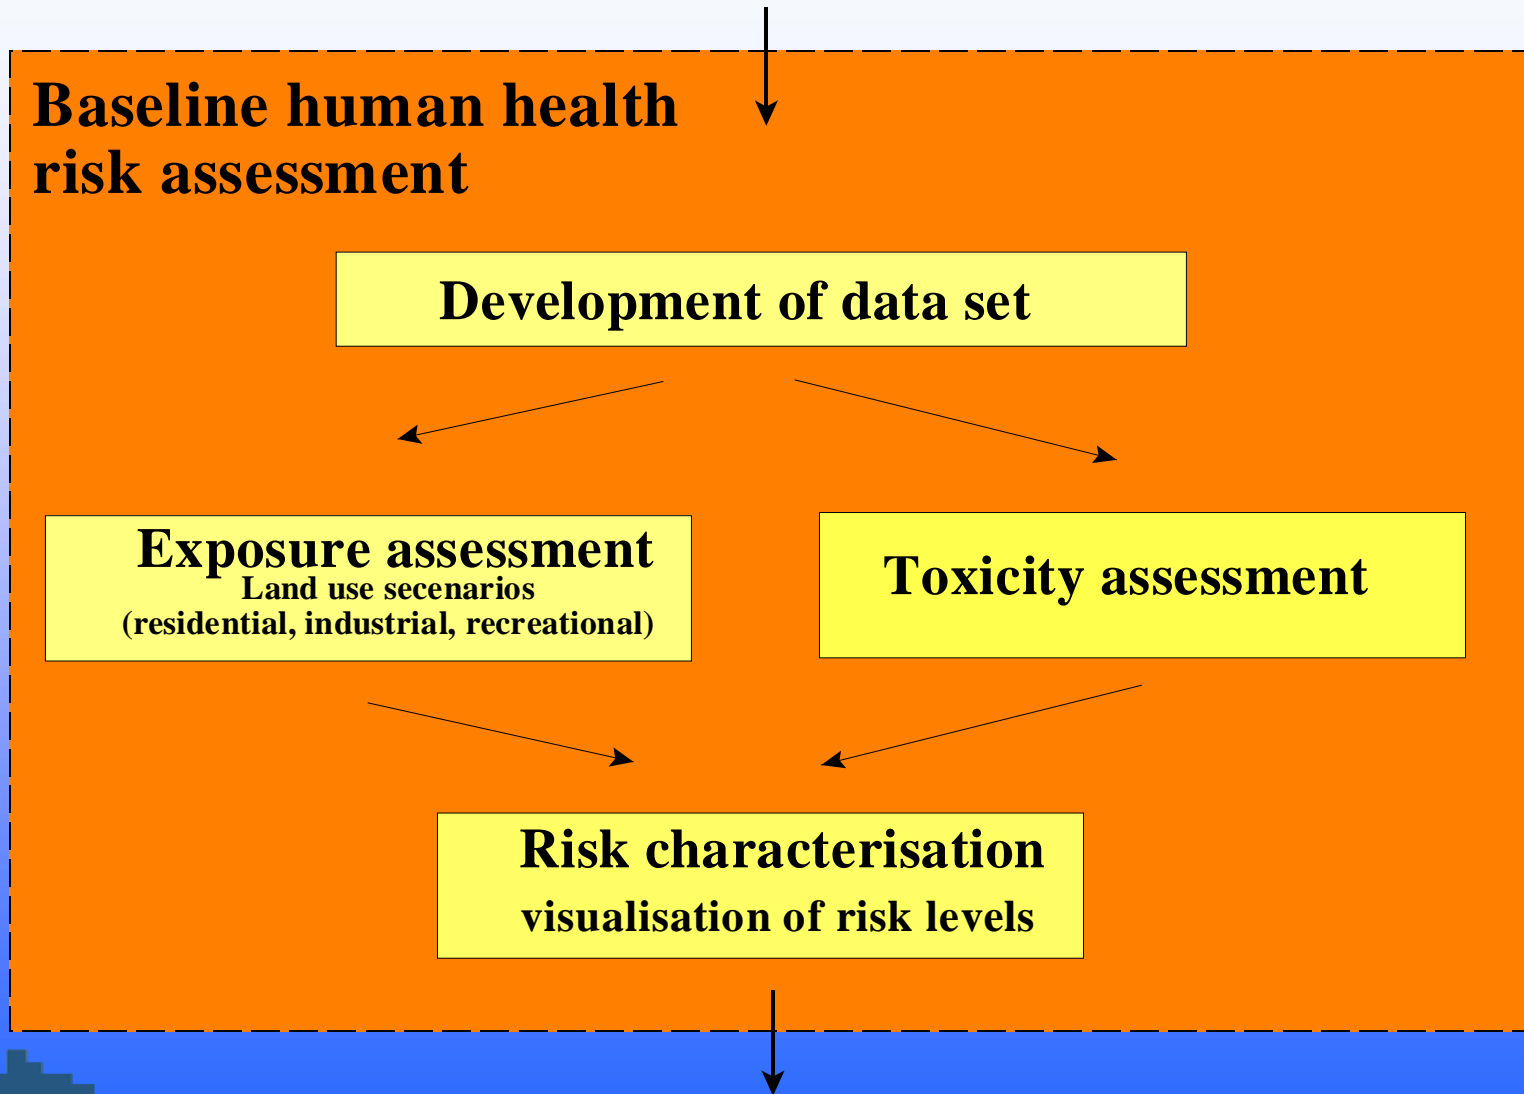 Baseline human health
risk assessment
Development of data set
Exposure assessment
Land use secenarios
(residential, industrial, recreational)
Toxicity assessment
Risk characterisation
visualisation of risk levels